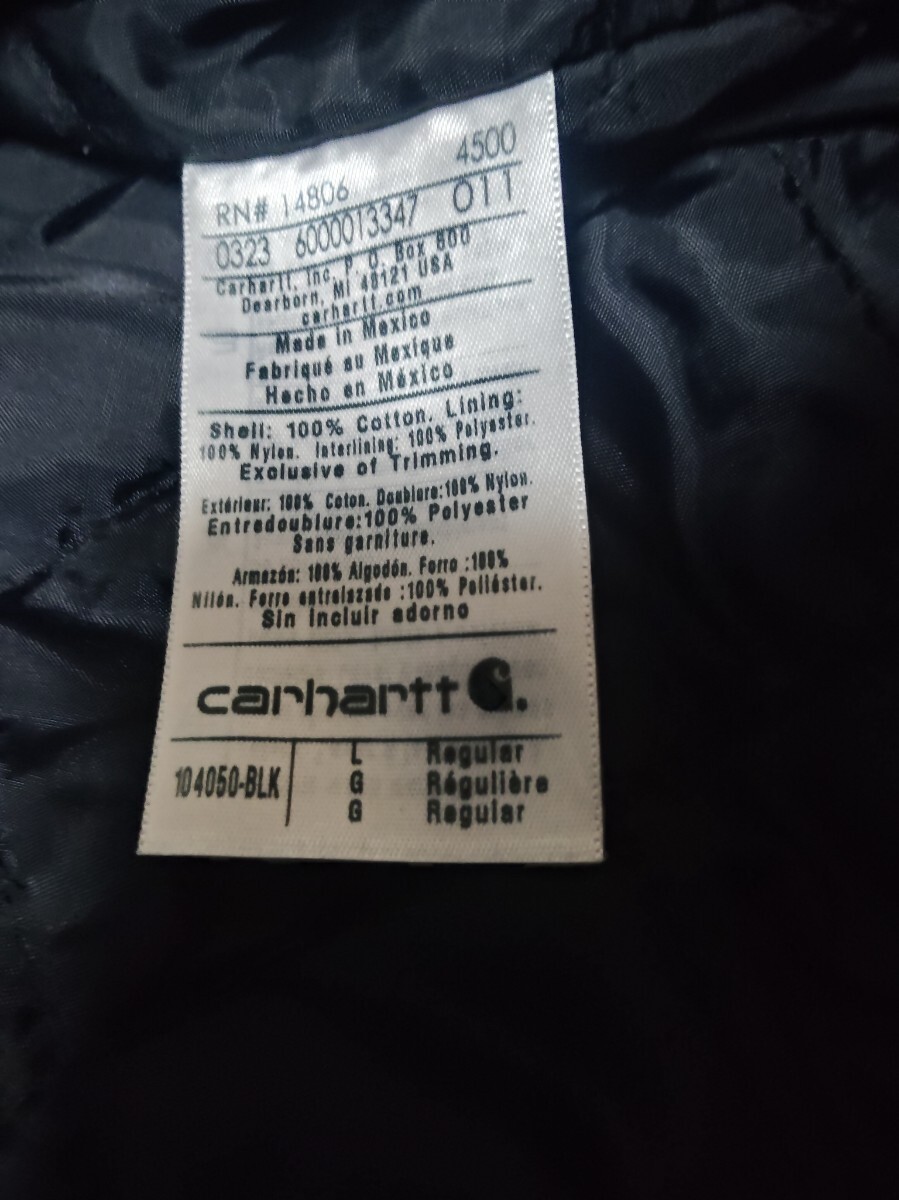 RN# 14806 4500
0323 6000013347 011
Carhartt, Inc. P.O. Box 600
Dearborn, MI 48121 USA
carhartt.com
Made in Mexico
Fabriqué au Mexique
Hecho en México
Shell: 100% Cotton. Lining:
100% Nylon. Interlining: 100% Polyester.
Exclusive of Trimming.
Extérieur: 100% Coton. Doublure:100% Nylon.
Entredoublure:100% Polyester
Sans garniture.
Armazón: 100% Algodón. Forro :100%
Nilón. Forro entrelazado :100% Poliéster.
Sin incluir adorno
carhartt
104050-BLK L Regular
G Régulière
G Regular